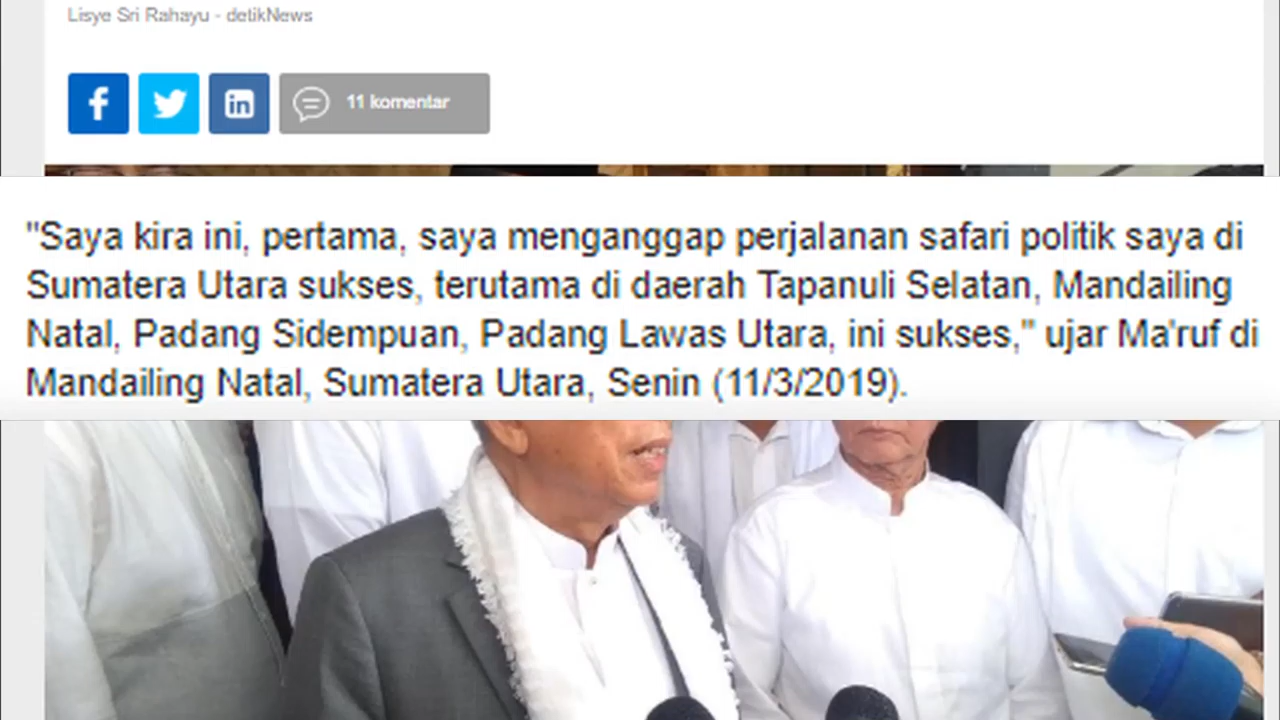 Lisye Sri Rahayu - detikNews
f
in
11 komentar
"Saya kira ini, pertama, saya menganggap perjalanan safari politik saya di
Sumatera Utara sukses, terutama di daerah Tapanuli Selatan, Mandailing
Natal, Padang Sidempuan, Padang Lawas Utara, ini sukses," ujar Ma'ruf di
Mandailing Natal, Sumatera Utara, Senin (11/3/2019).